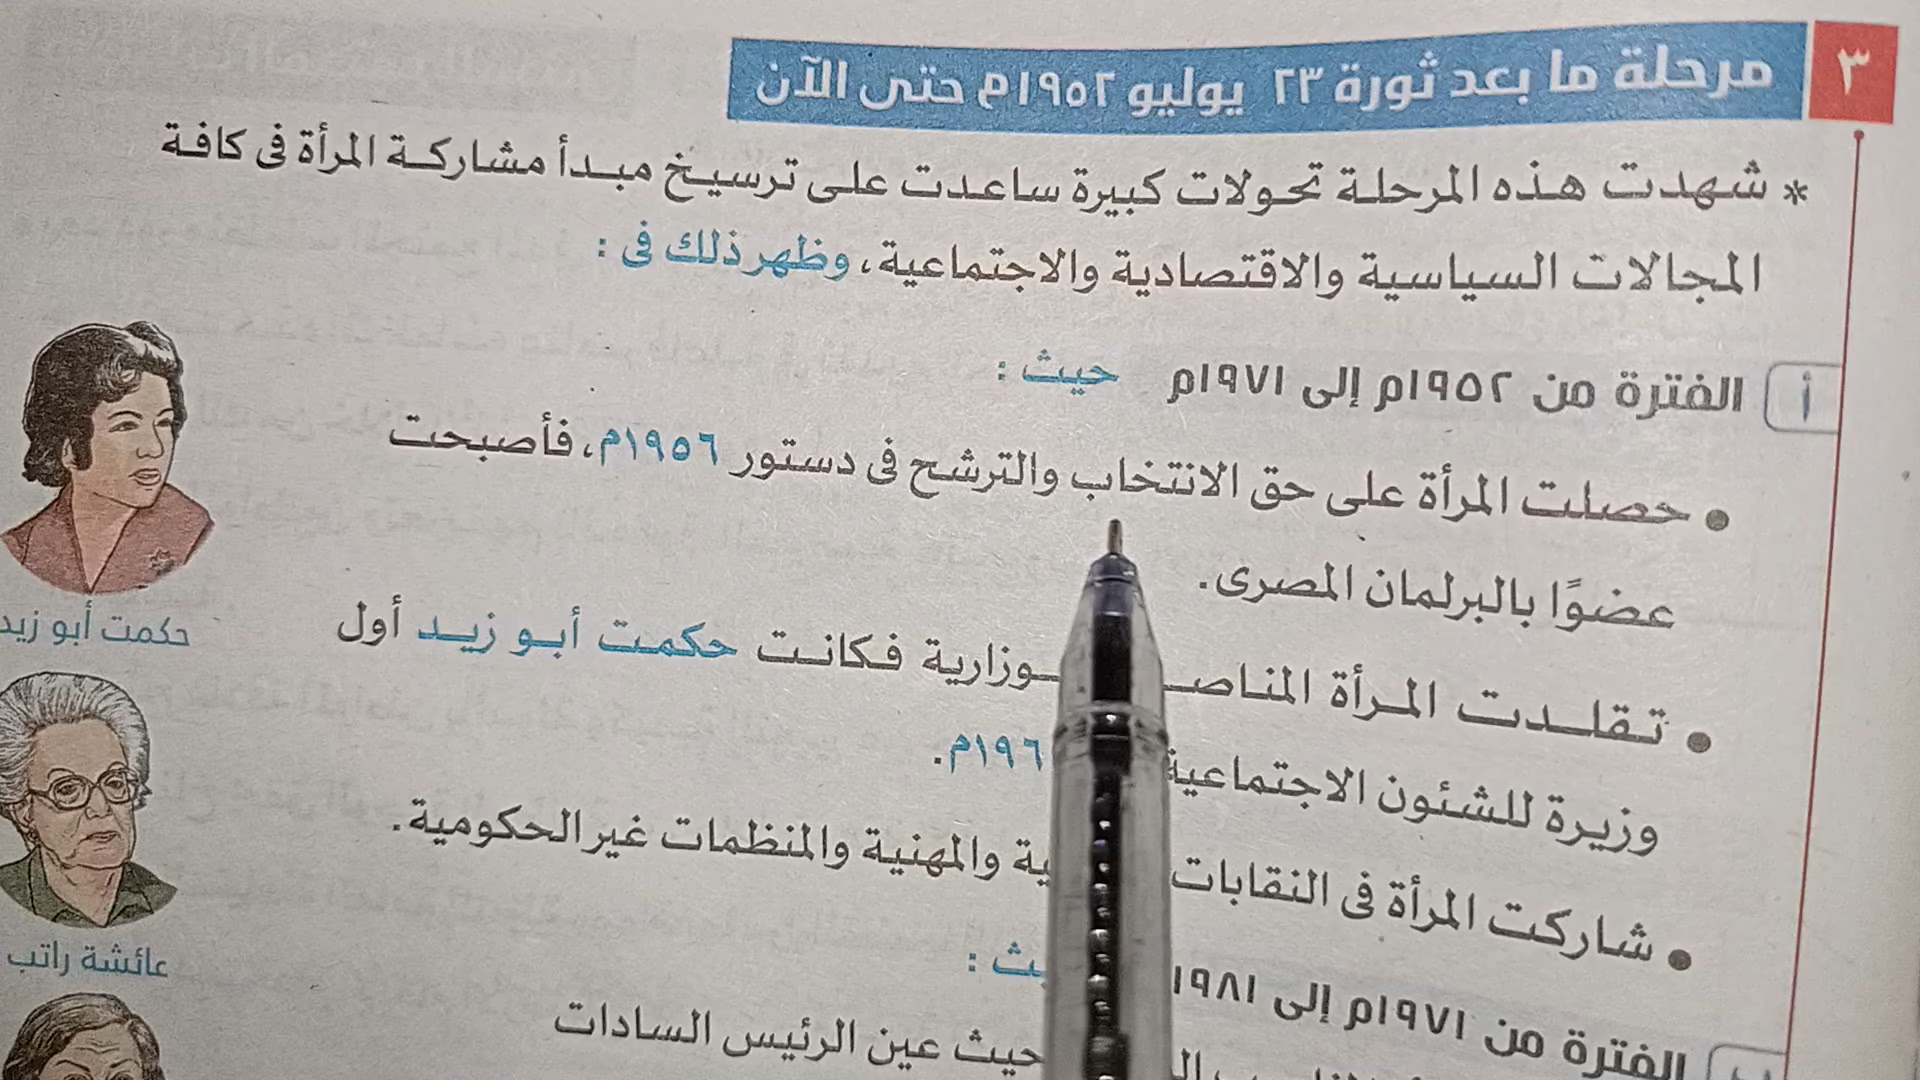 ٣
مرحلة ما بعد ثورة ٢٣ يوليو ١٩٥٢م حتى الآن
* شهدت هذه المرحلة تحولات كبيرة ساعدت على ترسيخ مبدأ مشاركة المرأة فى كافة
المجالات السياسية والاقتصادية والاجتماعية، وظهر ذلك فى :
أ الفترة من ١٩٥٢م إلى ١٩٧١م حيث :
• حصلت المرأة على حق الانتخاب والترشح فى دستور ١٩٥٦م، فأصبحت
عضوًا بالبرلمان المصرى.
حكمت أبو زيد
• تقلدت المرأة فكانت حكمت أبو زيد أول
وزيرة للشئون الاجتماعية
• شاركت المرأة فى النقابات والمهنية والمنظمات غير الحكومية.
عائشة راتب
الفترة من ١٩٧١م إلى ١٩٨١
حيث عين الرئيس السادات